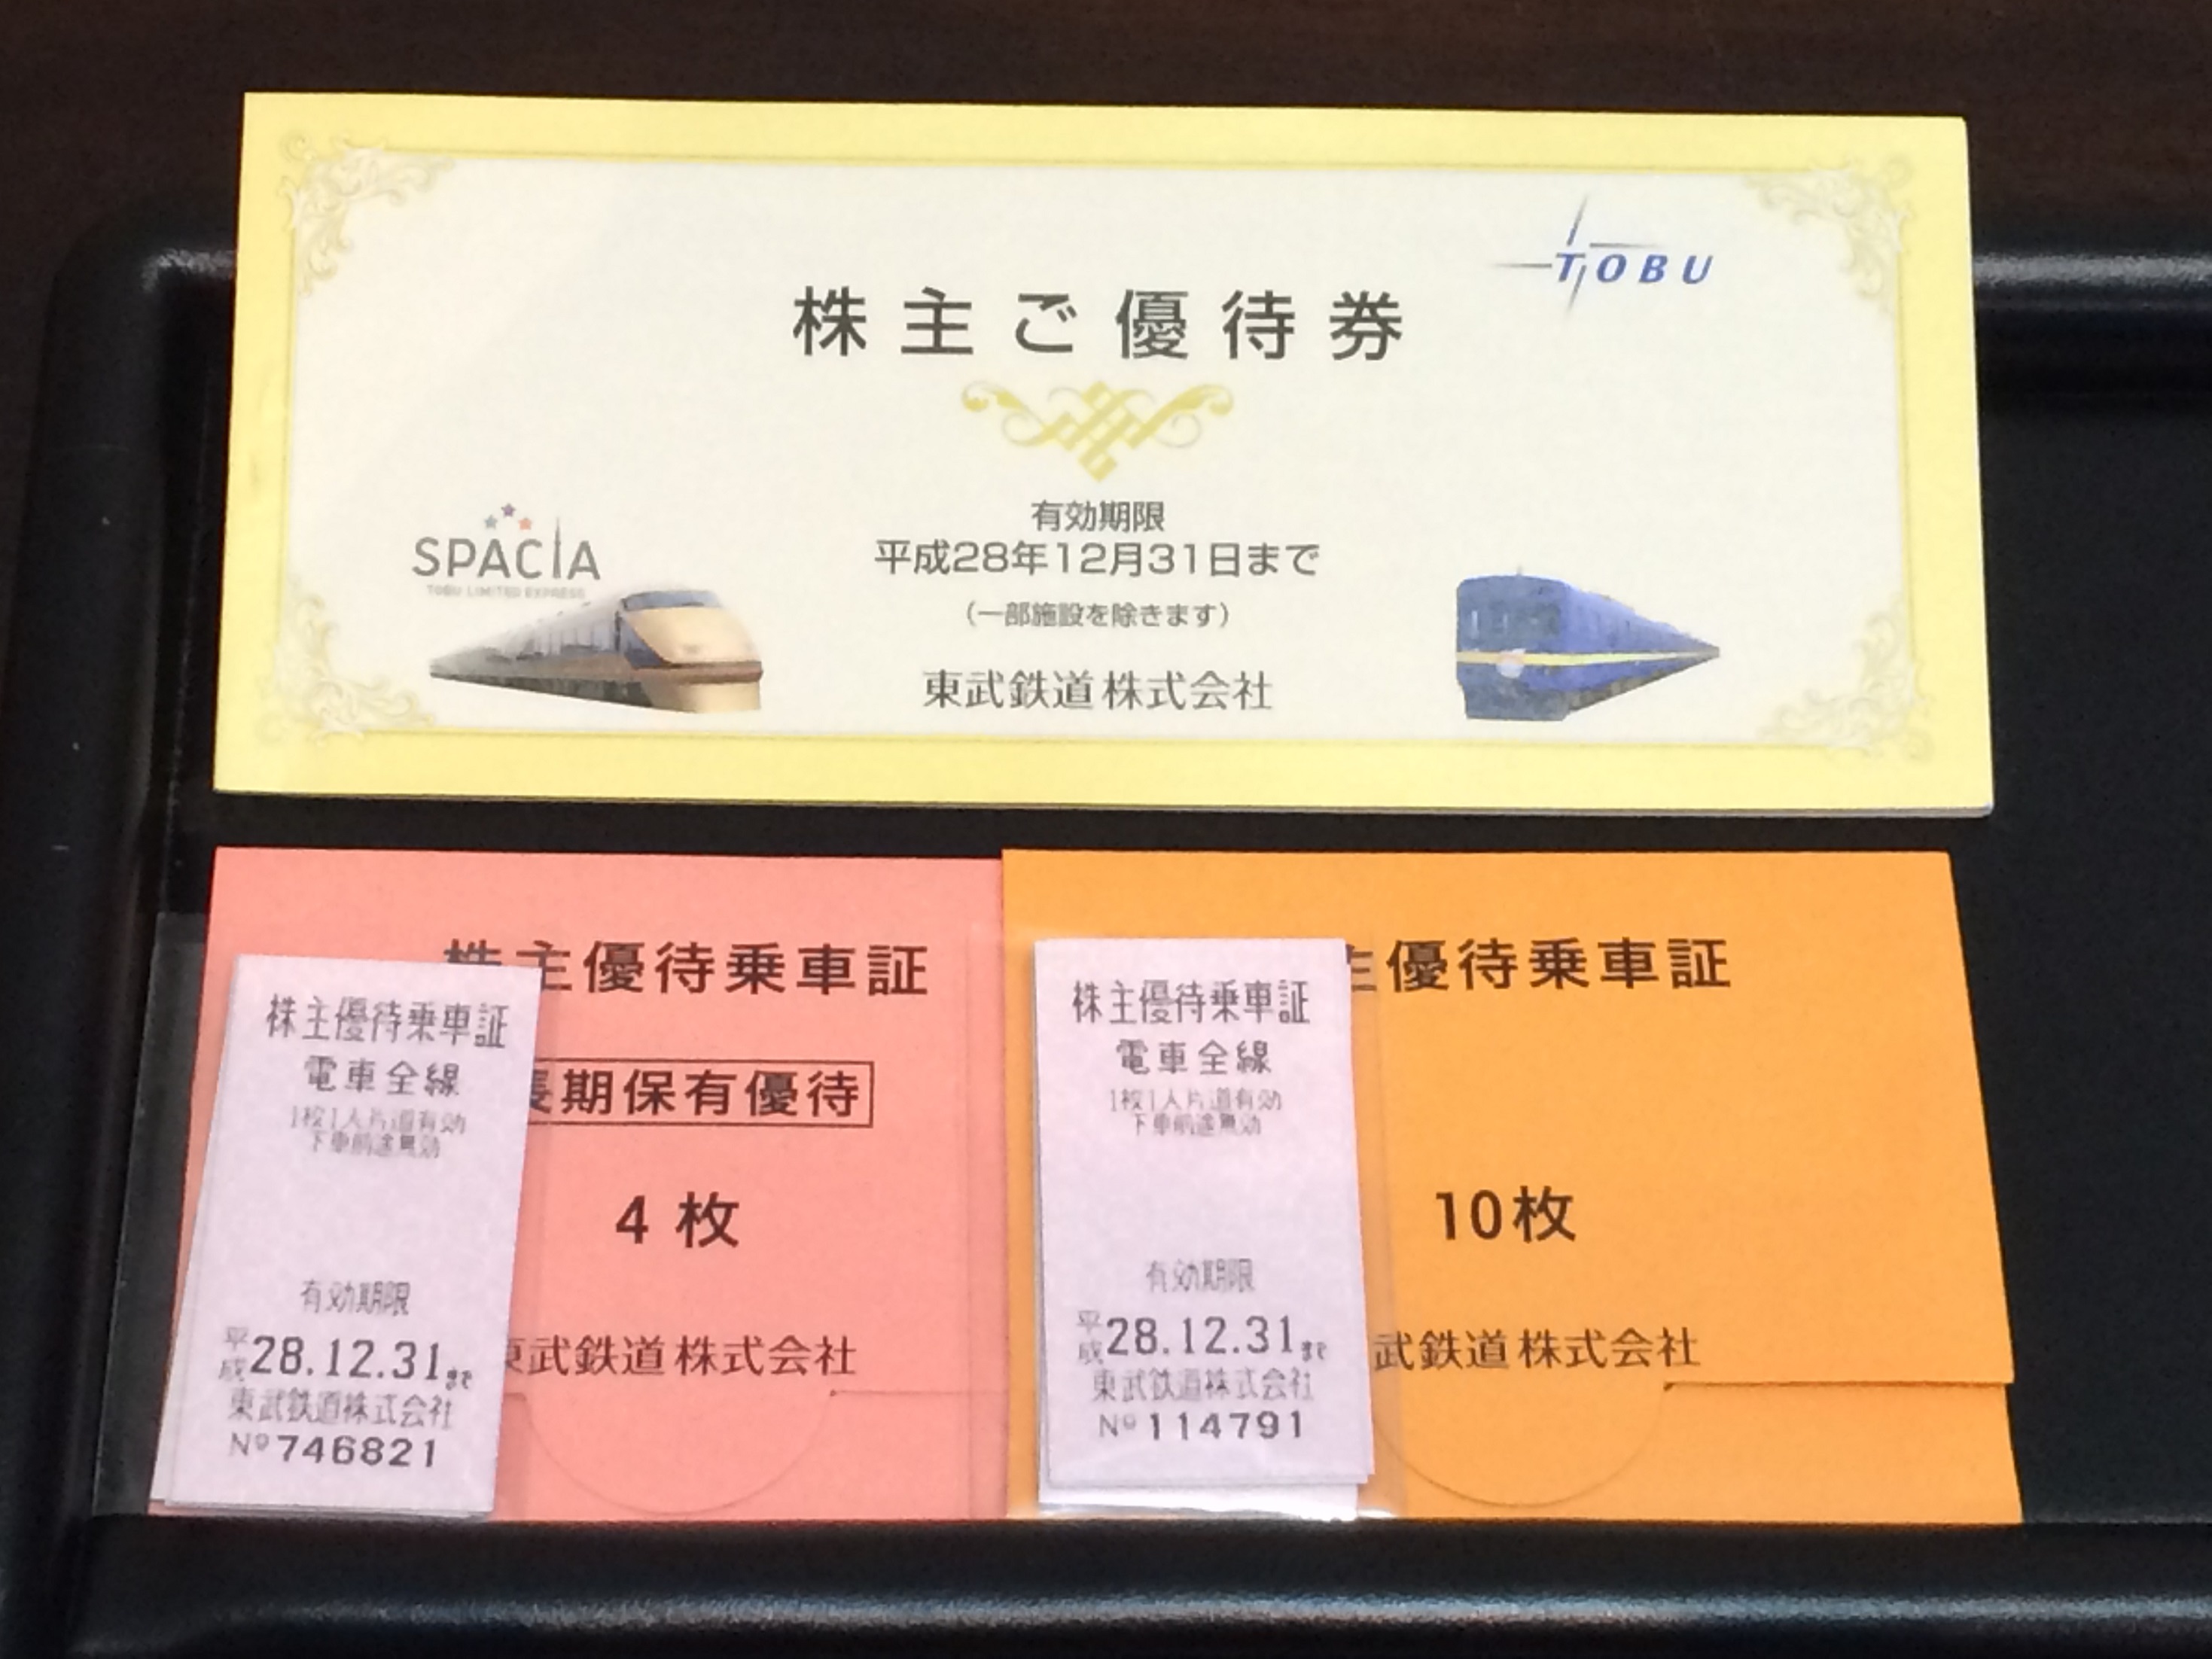 TOBU
株主ご優待券
SPACIA
TOBU LIMITED EXPRESS
有効期限
平成28年12月31日まで
（一部施設を除きます）
東武鉄道株式会社
株主優待乗車証
長期保有優待
4枚
東武鉄道株式会社
株主優待乗車証
電車全線
1枚1人片道有効
下車前途無効
有効期限
平成28.12.31まで
東武鉄道株式会社
Nº746821
主優待乗車証
10枚
武鉄道株式会社
株主優待乗車証
電車全線
1枚1人片道有効
下車前途無効
有効期限
平成28.12.31まで
東武鉄道株式会社
Nº114791